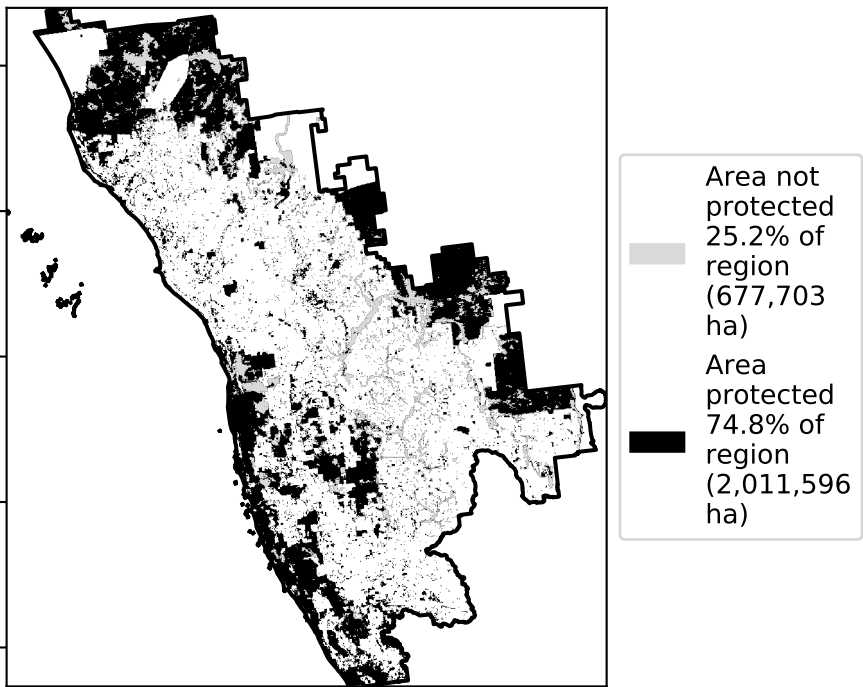 Area not
protected
25.2% of
region
(677,703
ha)
Area
protected
74.8% of
region
(2,011,596
ha)